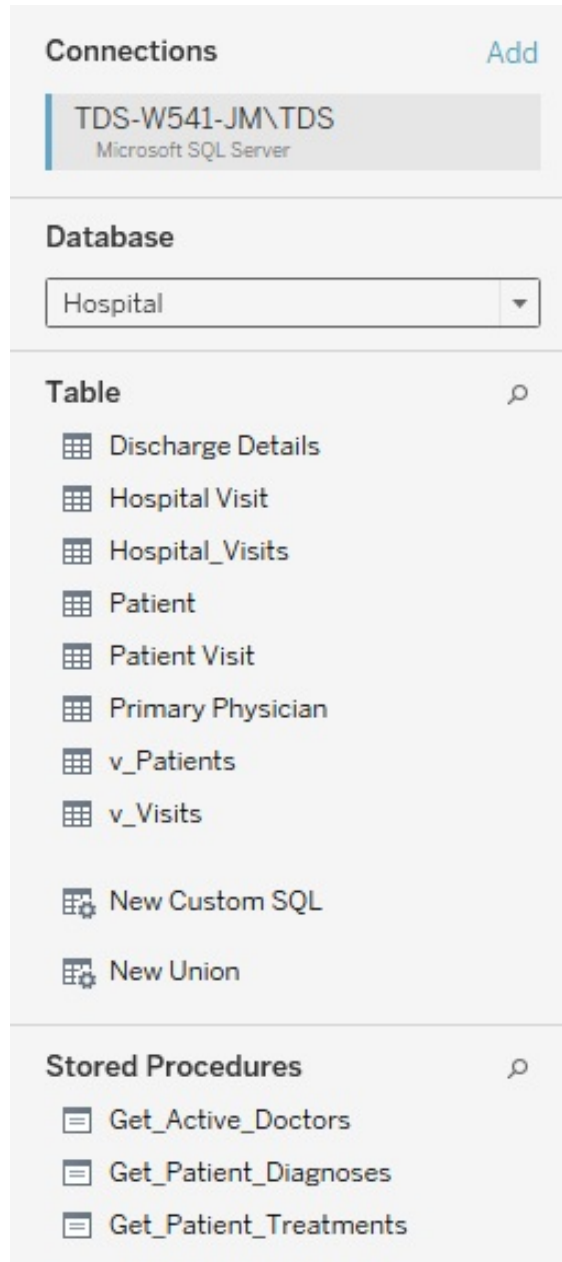 Connections Add
TDS-W541-JM\TDS
Microsoft SQL Server
Database
Hospital
Table
Discharge Details
Hospital Visit
Hospital_Visits
Patient
Patient Visit
Primary Physician
v_Patients
v_Visits
New Custom SQL
New Union
Stored Procedures
Get_Active_Doctors
Get_Patient_Diagnoses
Get_Patient_Treatments